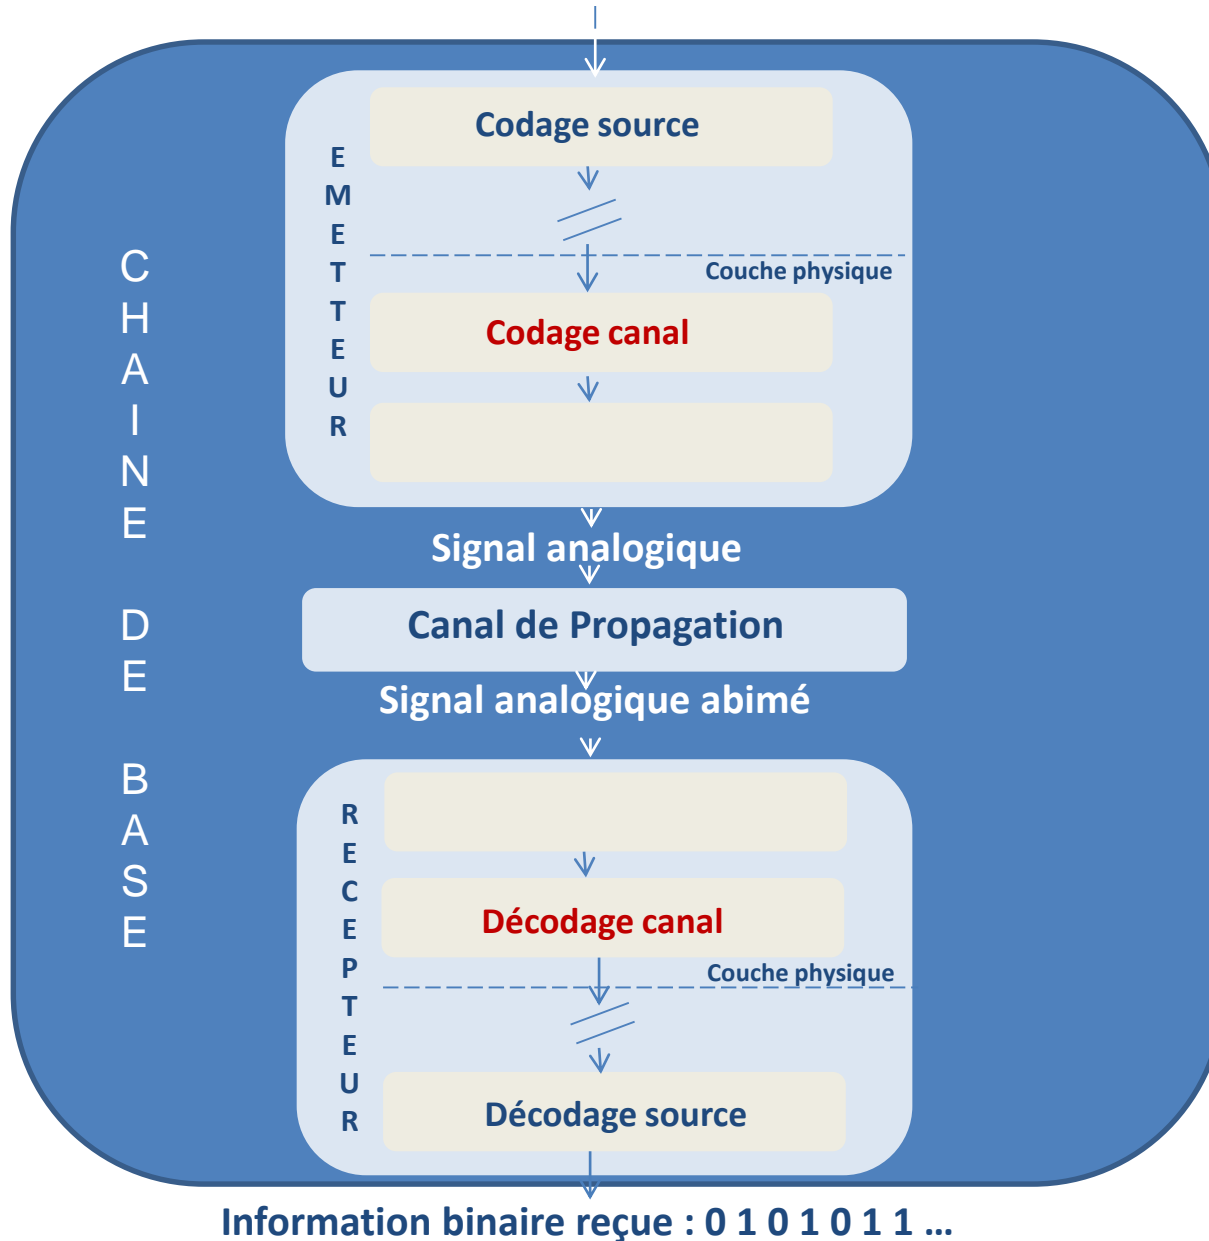 CHAINE DE BASE
EMETTEUR
Codage source
Couche physique
Codage canal
Signal analogique
Canal de Propagation
Signal analogique abimé
RECEPTEUR
Décodage canal
Couche physique
Décodage source
Information binaire reçue : 0 1 0 1 0 1 1 ...